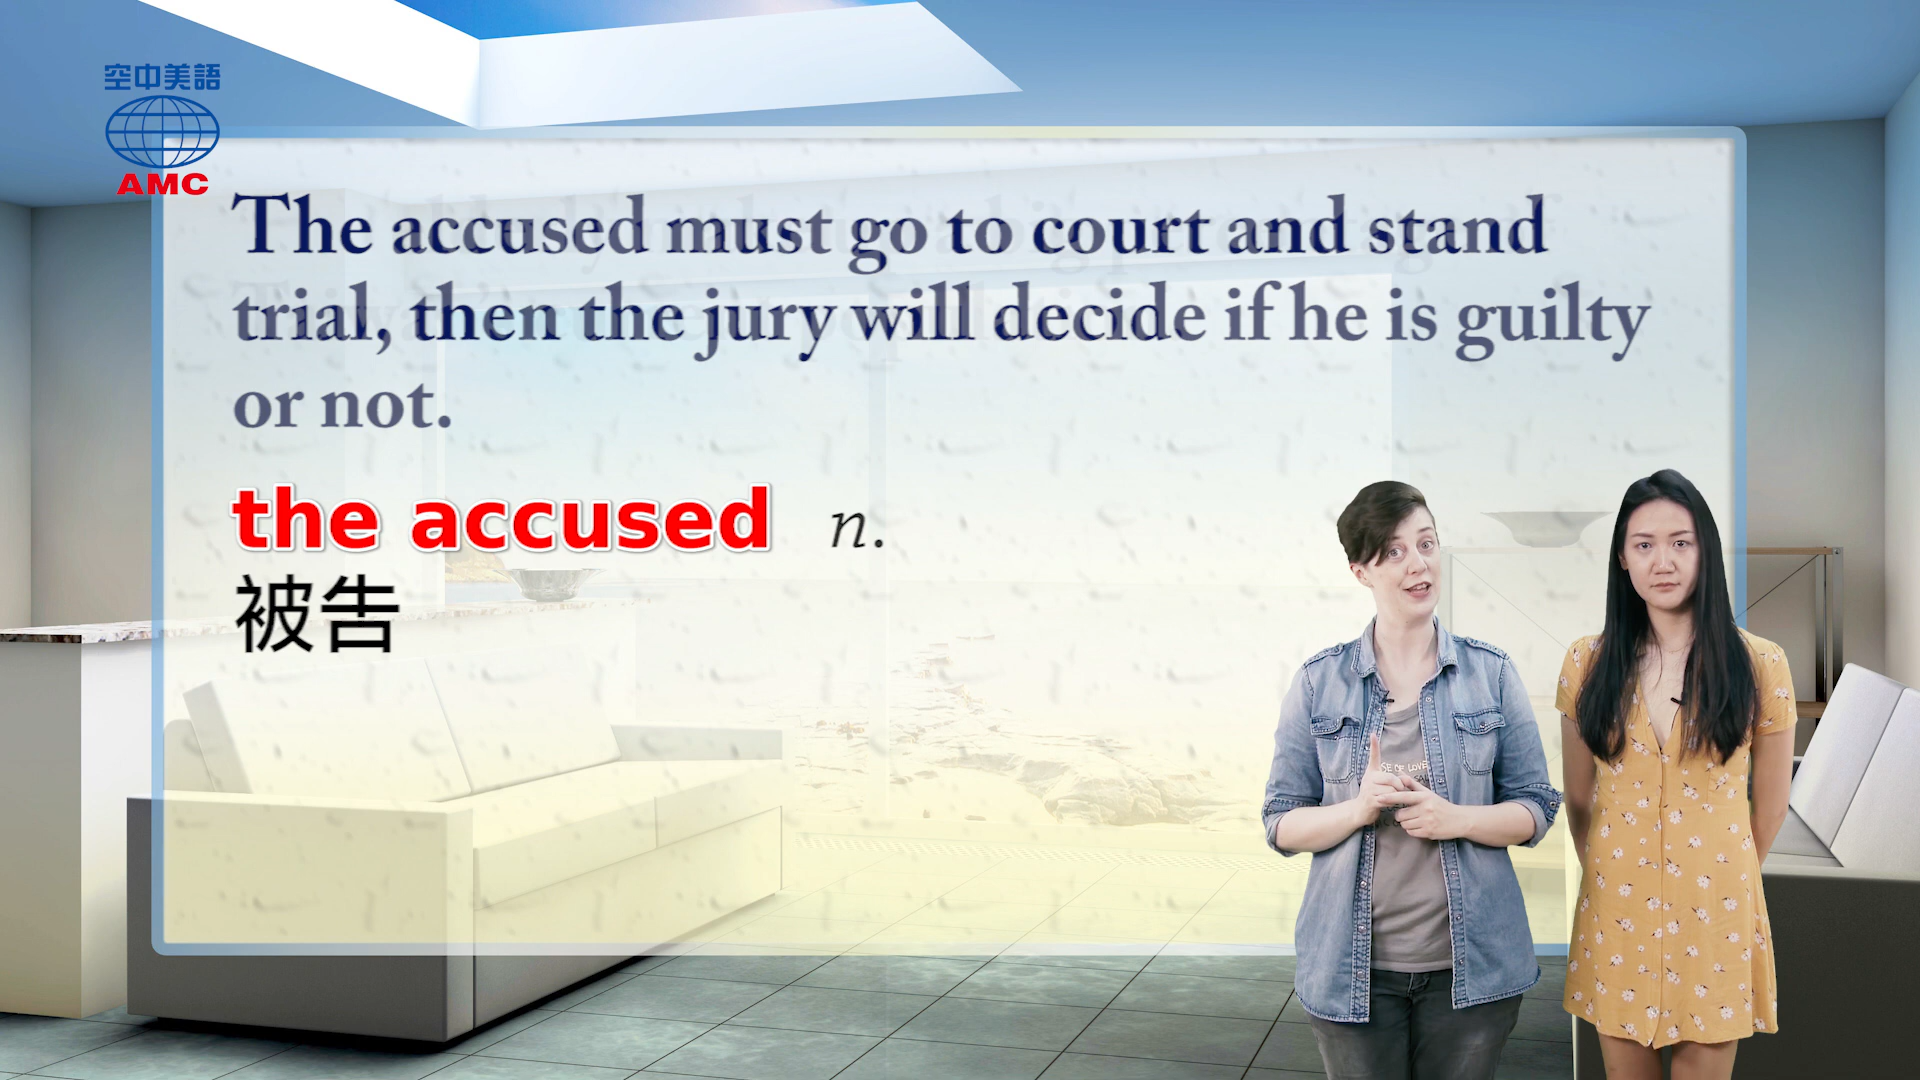 空中美語
AMC
The accused must go to court and stand
trial, then the jury will decide if he is guilty
or not.
the accused n.
被告